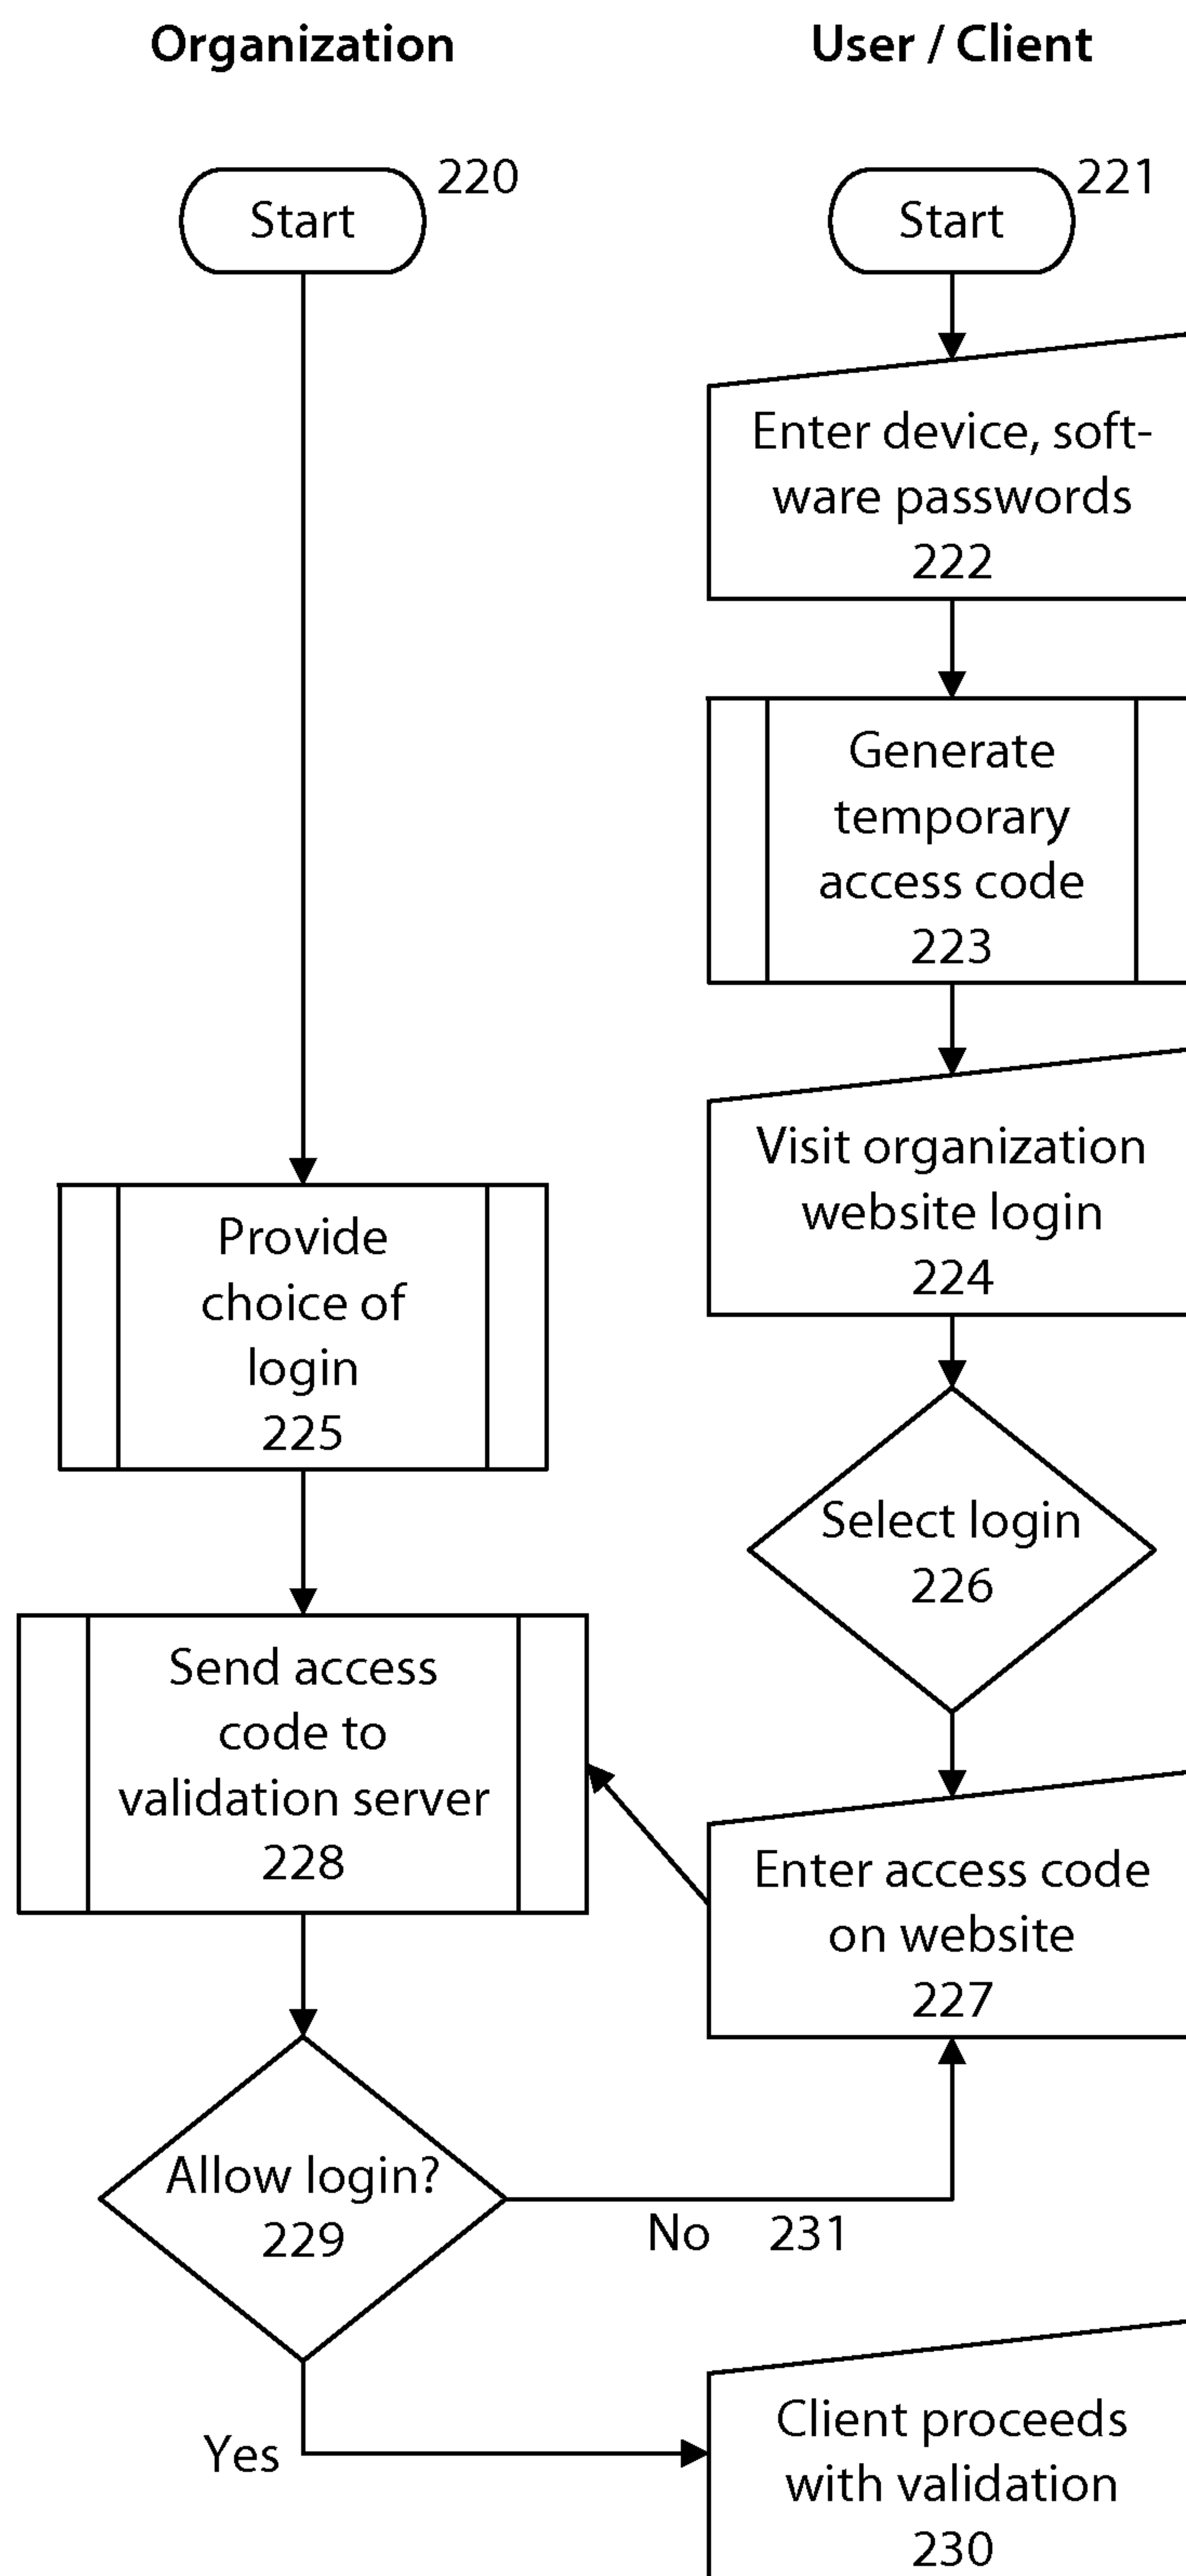 Organization
User / Client
220
Start
221
Start
Enter device, soft-
ware passwords
222
Generate
temporary
access code
223
Visit organization
website login
224
Provide
choice of
login
225
Select login
226
Send access
code to
validation server
228
Enter access code
on website
227
Allow login?
229
No 231
Yes
Client proceeds
with validation
230